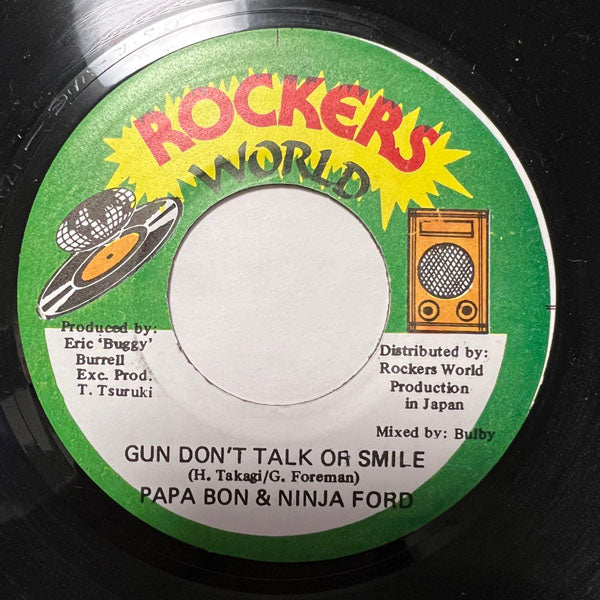 ROCKERS
WORLD
Produced by:
Eric 'Buggy'
Burrell
Exc. Prod.
T. Tsuruki
Distributed by:
Rockers World
Production
in Japan
Mixed by: Bulby
GUN DON'T TALK OR SMILE
(H. Takagi/G. Foreman)
PAPA BON & NINJA FORD